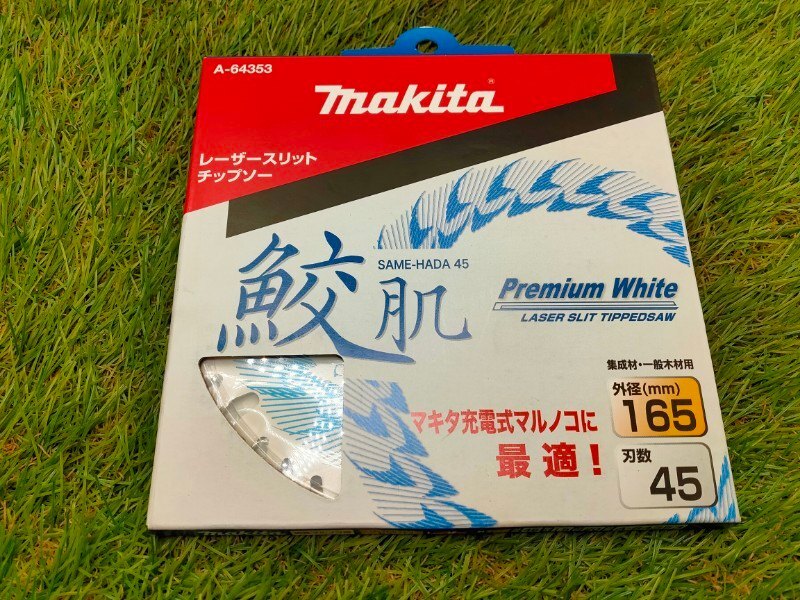 A-64353
makita®
レーザースリット
チップソー
鮫肌
SAME-HADA 45
Premium White
LASER SLIT TIPPEDSAW
集成材・一般木材用
外径(mm)
165
マキタ充電式マルノコに
最適!
刃数
45